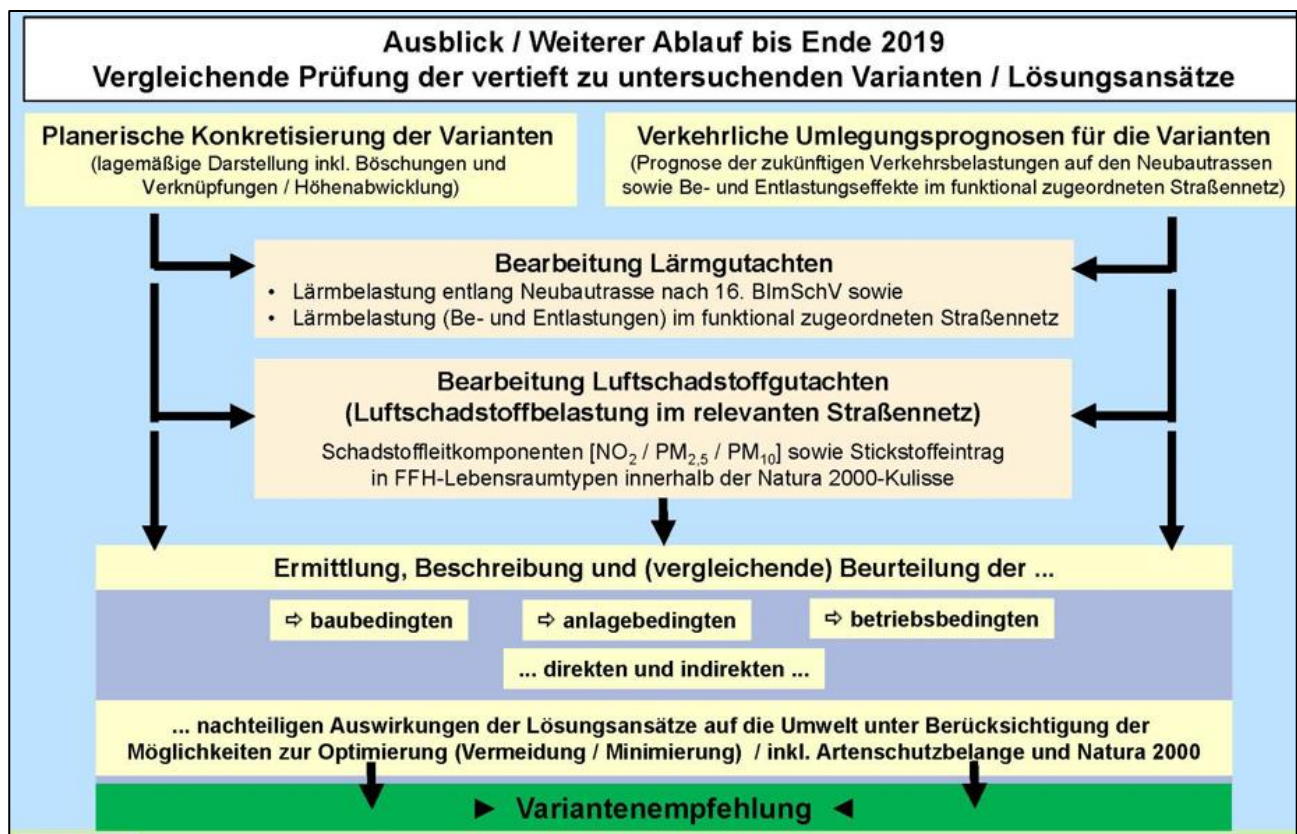 Ausblick / Weiterer Ablauf bis Ende 2019
Vergleichende Prüfung der vertieft zu untersuchenden Varianten / Lösungsansätze
Planerische Konkretisierung der Varianten
(lagemäßige Darstellung inkl. Böschungen und
Verknüpfungen / Höhenabwicklung)
Verkehrliche Umlegungsprognosen für die Varianten
(Prognose der zukünftigen Verkehrsbelastungen auf den Neubautrassen
sowie Be- und Entlastungseffekte im funktional zugeordneten Straßennetz)
Bearbeitung Lärmgutachten
• Lärmbelastung entlang Neubautrasse nach 16. BImSchV sowie
• Lärmbelastung (Be- und Entlastungen) im funktional zugeordneten Straßennetz
Bearbeitung Luftschadstoffgutachten
(Luftschadstoffbelastung im relevanten Straßennetz)
Schadstoffleitkomponenten [NO₂ / PM₂,₅ / PM₁₀] sowie Stickstoffeintrag
in FFH-Lebensraumtypen innerhalb der Natura 2000-Kulisse
Ermittlung, Beschreibung und (vergleichende) Beurteilung der ...
⇨ baubedingten
⇨ anlagebedingten
⇨ betriebsbedingten
... direkten und indirekten ...
... nachteiligen Auswirkungen der Lösungsansätze auf die Umwelt unter Berücksichtigung der
Möglichkeiten zur Optimierung (Vermeidung / Minimierung) / inkl. Artenschutzbelange und Natura 2000
► Variantenempfehlung ◄